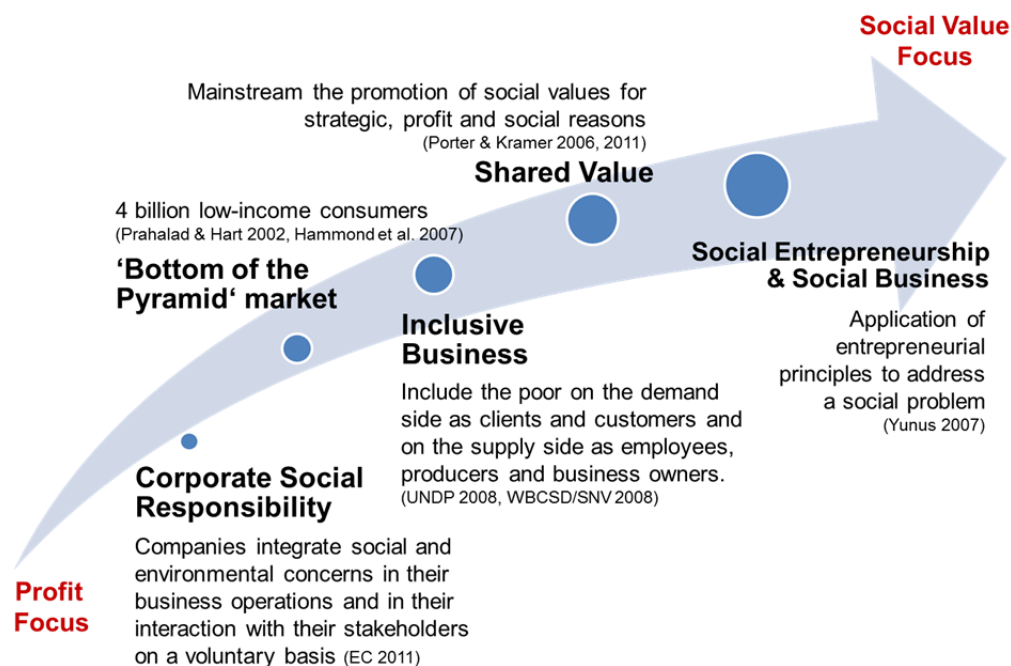 Social Value
Focus
Mainstream the promotion of social values for
strategic, profit and social reasons
(Porter & Kramer 2006, 2011)
Shared Value
4 billion low-income consumers
(Prahalad & Hart 2002, Hammond et al. 2007)
‘Bottom of the
Pyramid‘ market
Social Entrepreneurship
& Social Business
Application of
entrepreneurial
principles to address
a social problem
(Yunus 2007)
Inclusive
Business
Include the poor on the demand
side as clients and customers and
on the supply side as employees,
producers and business owners.
(UNDP 2008, WBCSD/SNV 2008)
Corporate Social
Responsibility
Companies integrate social and
environmental concerns in their
business operations and in their
interaction with their stakeholders
on a voluntary basis (EC 2011)
Profit
Focus